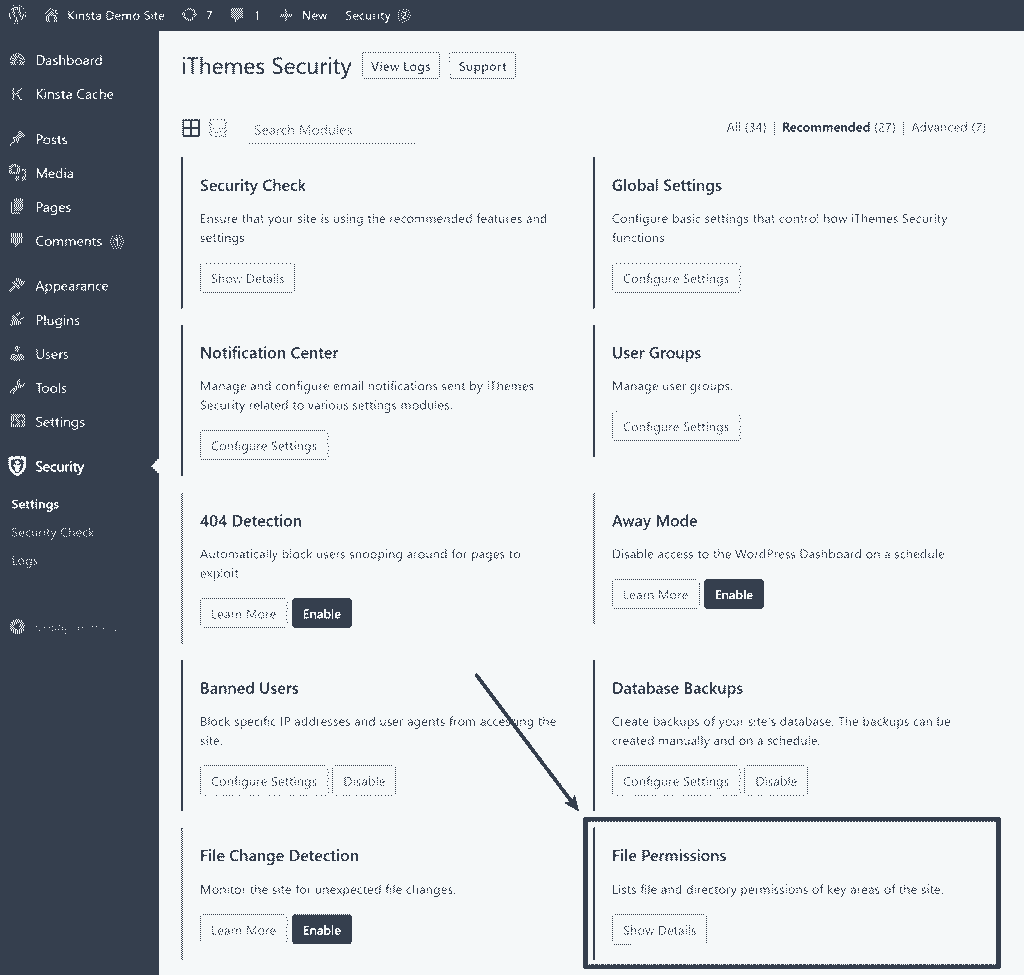 Kinsta Demo Site 7 1 New Security 2
Dashboard
Kinsta Cache
Posts
Media
Pages
Comments 1
Appearance
Plugins
Users
Tools
Settings
Security
Settings
Security Check
Logs
iThemes Security View Logs Support
Search Modules
All (34) | Recommended (27) | Advanced (7)
Security Check
Ensure that your site is using the recommended features and
settings
Show Details
Global Settings
Configure basic settings that control how iThemes Security
functions
Configure Settings
Notification Center
Manage and configure email notifications sent by iThemes
Security related to various settings modules.
Configure Settings
User Groups
Manage user groups.
Configure Settings
404 Detection
Automatically block users snooping around for pages to
exploit
Learn More Enable
Away Mode
Disable access to the WordPress Dashboard on a schedule
Learn More Enable
Banned Users
Block specific IP addresses and user agents from accessing the
site.
Configure Settings Disable
Database Backups
Create backups of your site's database. The backups can be
created manually and on a schedule.
Configure Settings Disable
File Change Detection
Monitor the site for unexpected file changes.
Learn More Enable
File Permissions
Lists file and directory permissions of key areas of the site.
Show Details